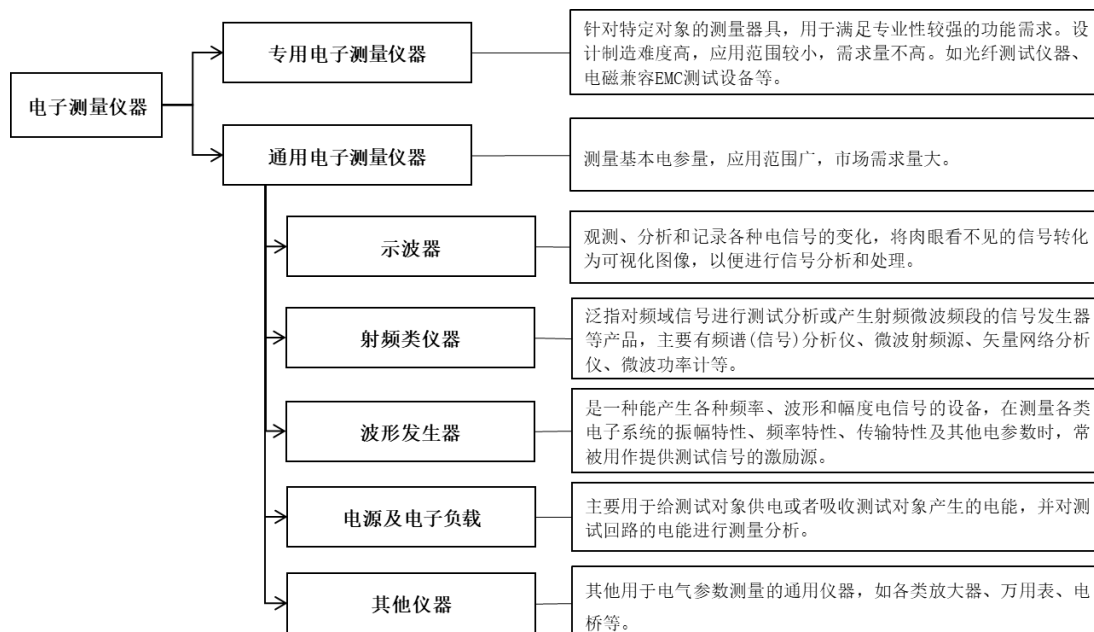 电子测量仪器
专用电子测量仪器
针对特定对象的测量器具，用于满足专业性较强的功能需求。设
计制造难度高，应用范围较小，需求量不高。如光纤测试仪器、
电磁兼容EMC测试设备等。
通用电子测量仪器
测量基本电参量，应用范围广，市场需求量大。
示波器
观测、分析和记录各种电信号的变化，将肉眼看不见的信号转化
为可视化图像，以便进行信号分析和处理。
射频类仪器
泛指对频域信号进行测试分析或产生射频微波频段的信号发生器
等产品，主要有频谱(信号)分析仪、微波射频源、矢量网络分析
仪、微波功率计等。
波形发生器
是一种能产生各种频率、波形和幅度电信号的设备，在测量各类
电子系统的振幅特性、频率特性、传输特性及其他电参数时，常
被用作提供测试信号的激励源。
电源及电子负载
主要用于给测试对象供电或者吸收测试对象产生的电能，并对测
试回路的电能进行测量分析。
其他仪器
其他用于电气参数测量的通用仪器，如各类放大器、万用表、电
桥等。